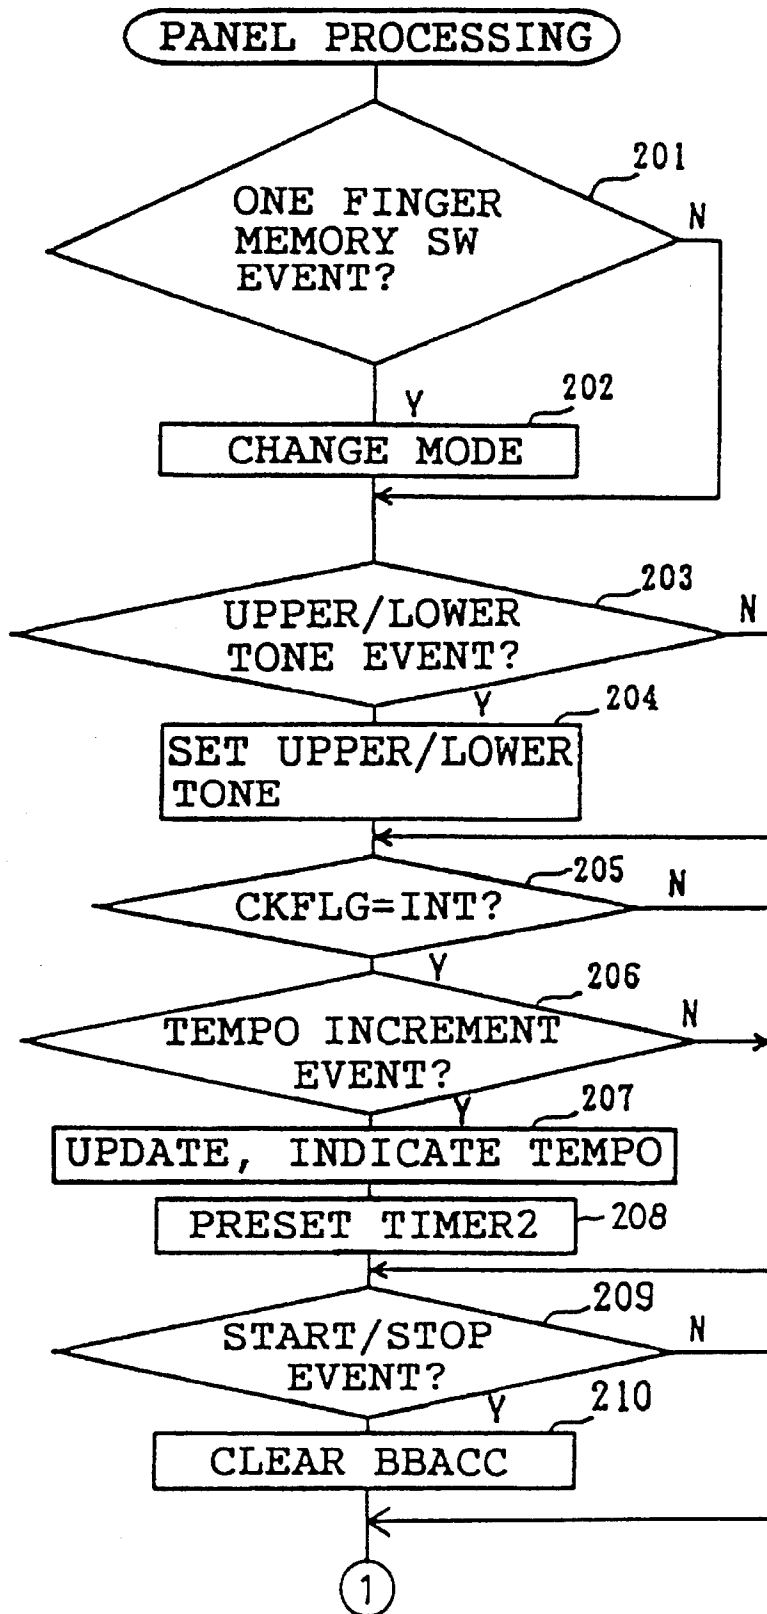 PANEL PROCESSING
201
ONE FINGER
MEMORY SW
EVENT?
N
Y
202
CHANGE MODE
203
UPPER/LOWER
TONE EVENT?
N
Y
204
SET UPPER/LOWER
TONE
205
CKFLG=INT?
N
Y
206
TEMPO INCREMENT
EVENT?
N
Y
207
UPDATE, INDICATE TEMPO
PRESET TIMER2
208
209
START/STOP
EVENT?
N
Y
210
CLEAR BBACC
1